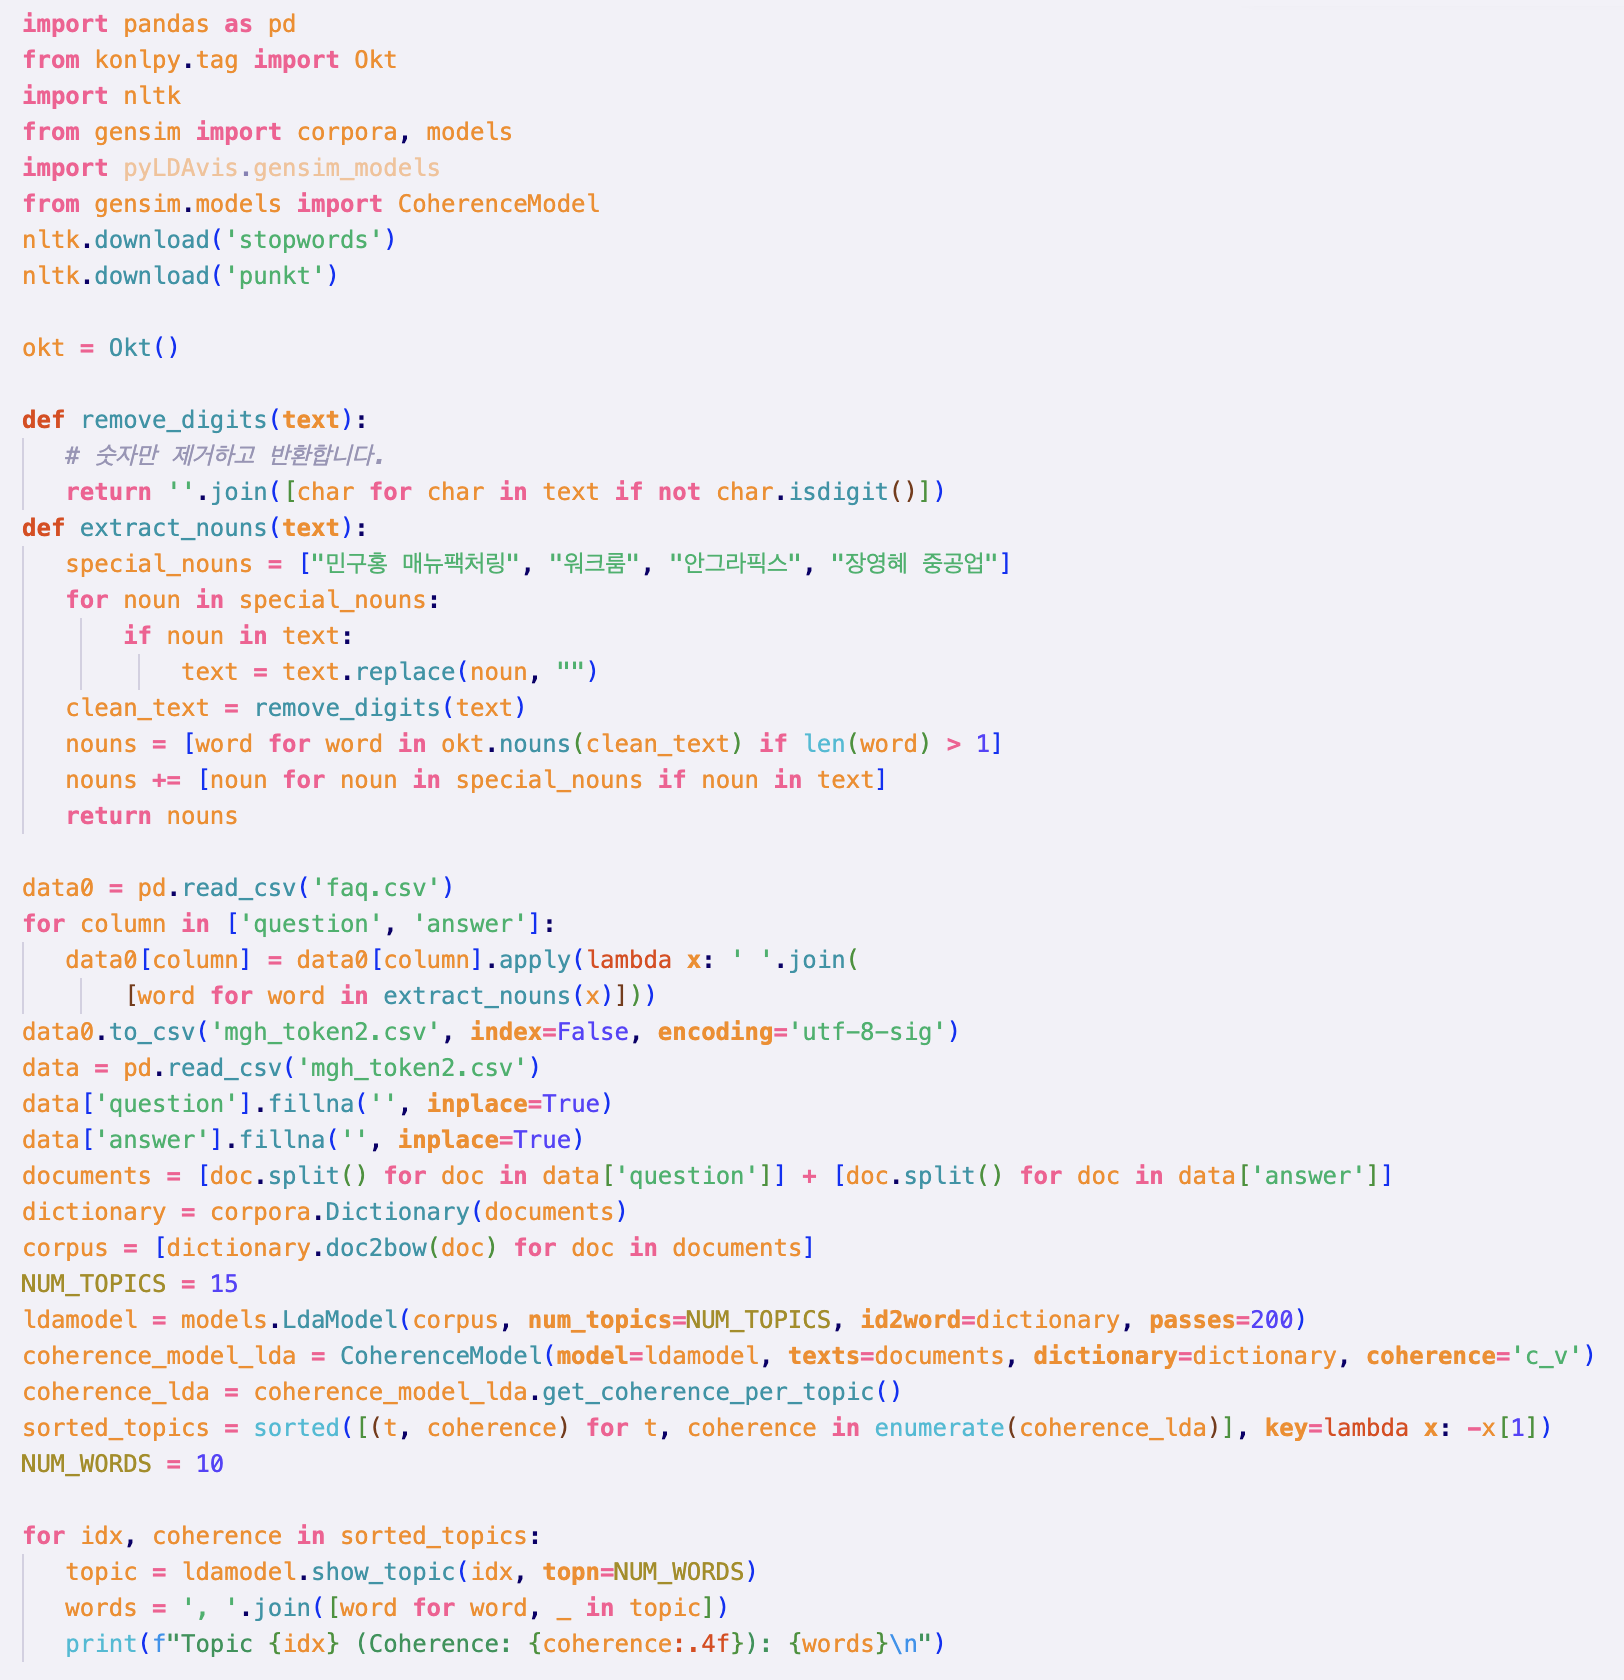 import pandas as pd
from konlpy.tag import Okt
import nltk
from gensim import corpora, models
import pyLDAvis.gensim_models
from gensim.models import CoherenceModel
nltk.download('stopwords')
nltk.download('punkt')

okt = Okt()

def remove_digits(text):
   # 숫자만 제거하고 반환합니다.
   return ''.join([char for char in text if not char.isdigit()])
def extract_nouns(text):
   special_nouns = ["민구홍 매뉴팩처링", "워크룸", "안그라픽스", "장영혜 중공업"]
   for noun in special_nouns:
       if noun in text:
           text = text.replace(noun, "")
   clean_text = remove_digits(text)
   nouns = [word for word in okt.nouns(clean_text) if len(word) > 1]
   nouns += [noun for noun in special_nouns if noun in text]
   return nouns

data0 = pd.read_csv('faq.csv')
for column in ['question', 'answer']:
   data0[column] = data0[column].apply(lambda x: ' '.join(
       [word for word in extract_nouns(x)]))
data0.to_csv('mgh_token2.csv', index=False, encoding='utf-8-sig')
data = pd.read_csv('mgh_token2.csv')
data['question'].fillna('', inplace=True)
data['answer'].fillna('', inplace=True)
documents = [doc.split() for doc in data['question']] + [doc.split() for doc in data['answer']]
dictionary = corpora.Dictionary(documents)
corpus = [dictionary.doc2bow(doc) for doc in documents]
NUM_TOPICS = 15
ldamodel = models.LdaModel(corpus, num_topics=NUM_TOPICS, id2word=dictionary, passes=200)
coherence_model_lda = CoherenceModel(model=ldamodel, texts=documents, dictionary=dictionary, coherence='c_v')
coherence_lda = coherence_model_lda.get_coherence_per_topic()
sorted_topics = sorted([(t, coherence) for t, coherence in enumerate(coherence_lda)], key=lambda x: -x[1])
NUM_WORDS = 10

for idx, coherence in sorted_topics:
   topic = ldamodel.show_topic(idx, topn=NUM_WORDS)
   words = ', '.join([word for word, _ in topic])
   print(f"Topic {idx} (Coherence: {coherence:.4f}): {words}\n")